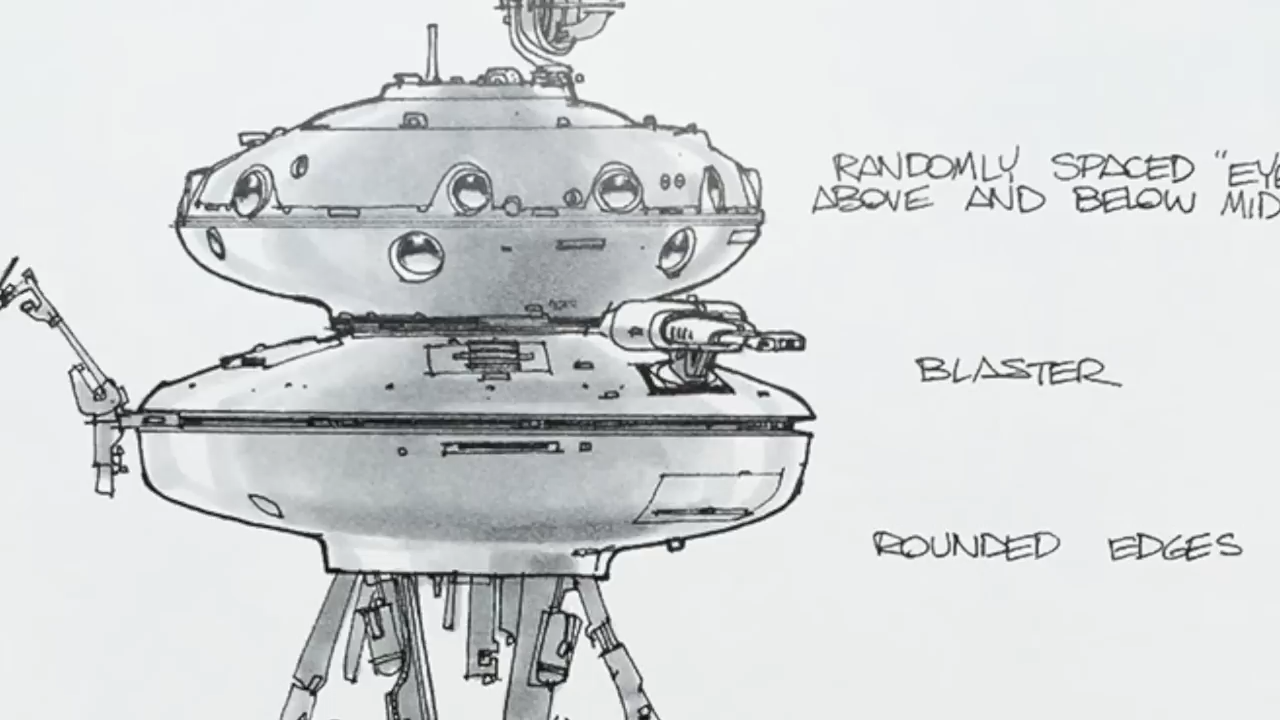 RANDOMLY SPACED "EYE
ABOVE AND BELOW MID
BLASTER
ROUNDED EDGES